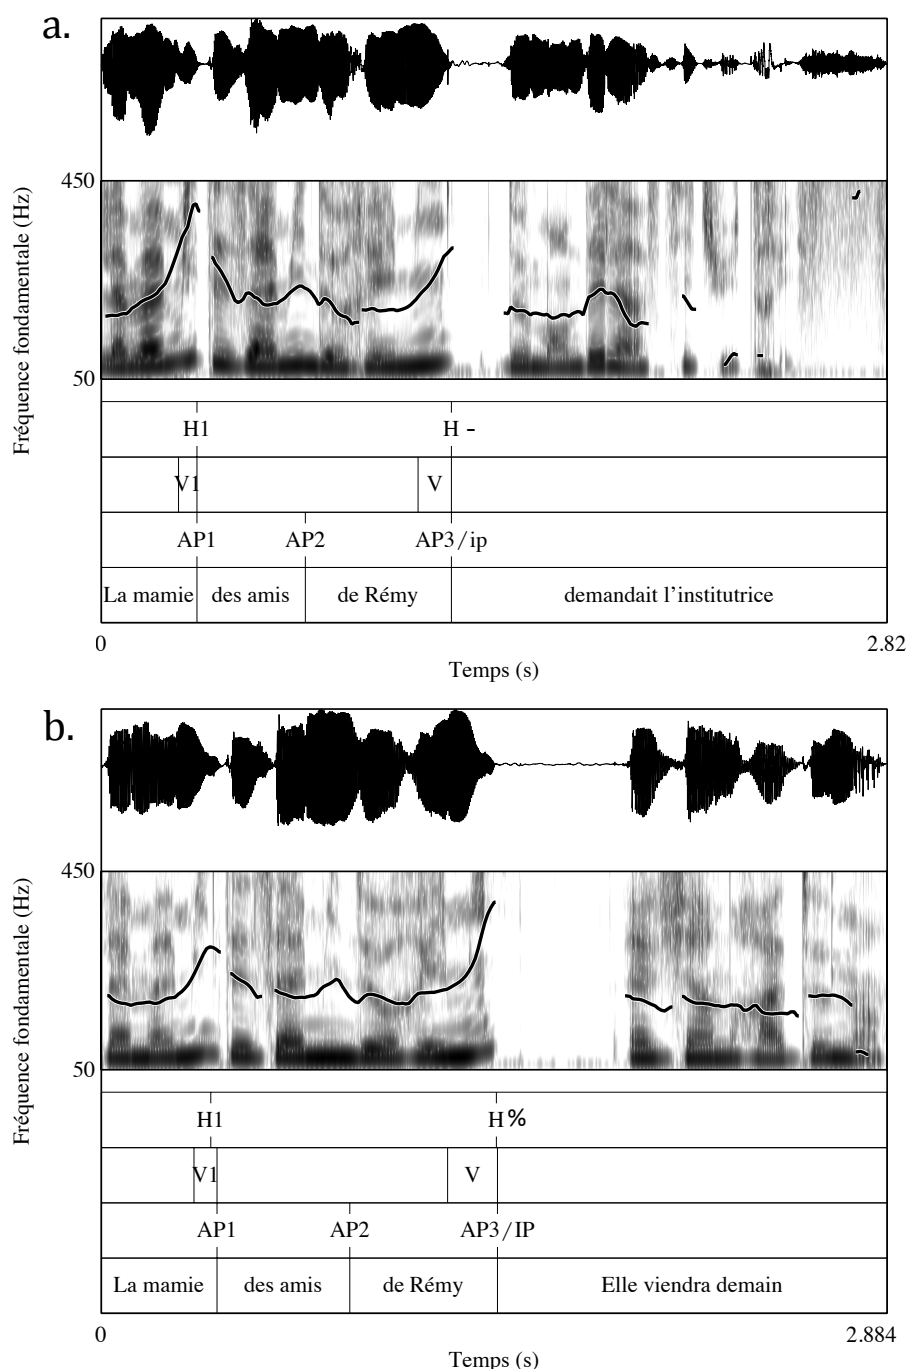 a.
450
Fréquence fondamentale (Hz)
50
H1 H -
V1 V
AP1 AP2 AP3/ip
La mamie des amis de Rémy demandait l'institutrice
0 2.82
Temps (s)
b.
450
Fréquence fondamentale (Hz)
50
H1 H%
V1 V
AP1 AP2 AP3/IP
La mamie des amis de Rémy Elle viendra demain
0 2.884
Temps (s)